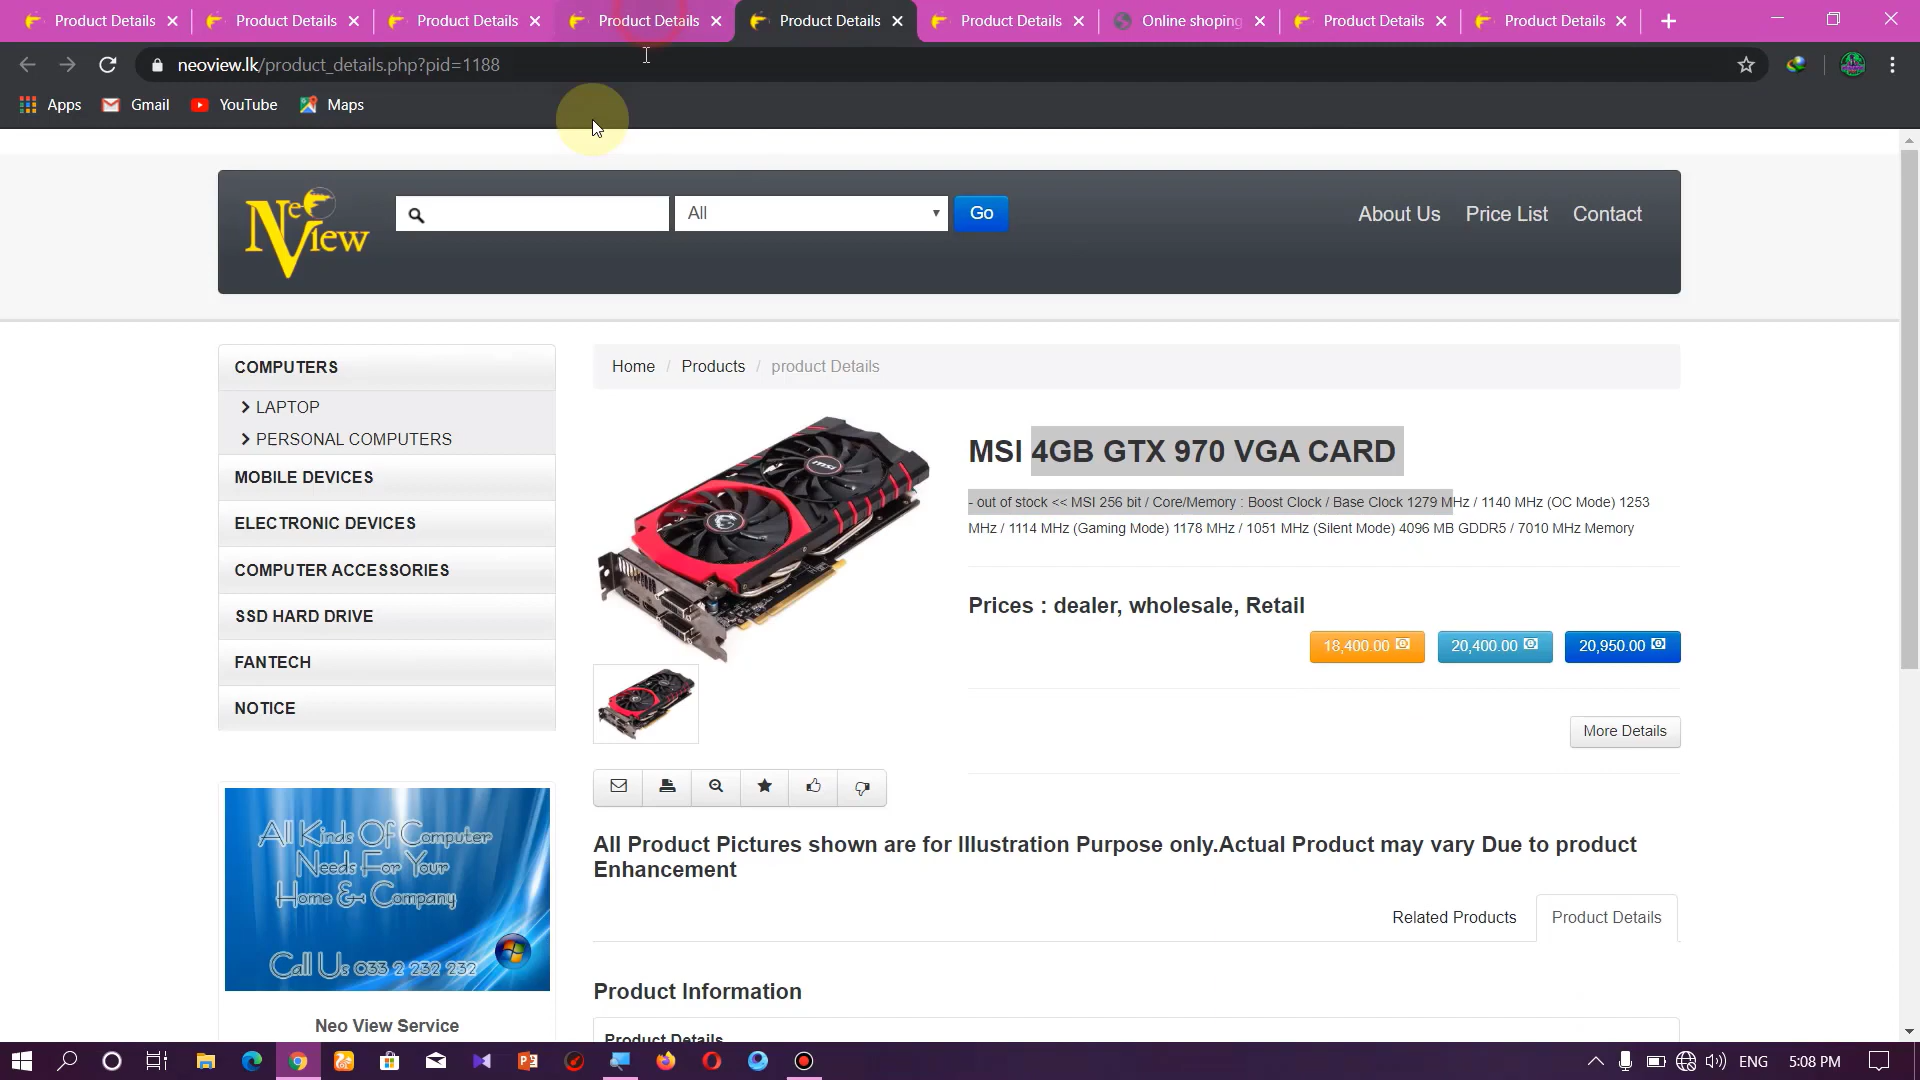 Product Details
Product Details
Product Details
Product Details
Product Details
Product Details
Online shoping
Product Details
Product Details
neoview.lk/product_details.php?pid=1188
Apps
Gmail
YouTube
Maps
Neo View
All
Go
About Us
Price List
Contact
COMPUTERS
LAPTOP
PERSONAL COMPUTERS
MOBILE DEVICES
ELECTRONIC DEVICES
COMPUTER ACCESSORIES
SSD HARD DRIVE
FANTECH
NOTICE
All Kinds Of Computer
Needs For Your
Home & Company
Call Us 033 2 232 232
Neo View Service
Home / Products / product Details
MSI 4GB GTX 970 VGA CARD
- out of stock << MSI 256 bit / Core/Memory : Boost Clock / Base Clock 1279 MHz / 1140 MHz (OC Mode) 1253
MHz / 1114 MHz (Gaming Mode) 1178 MHz / 1051 MHz (Silent Mode) 4096 MB GDDR5 / 7010 MHz Memory
Prices : dealer, wholesale, Retail
18,400.00
20,400.00
20,950.00
More Details
All Product Pictures shown are for Illustration Purpose only.Actual Product may vary Due to product
Enhancement
Related Products
Product Details
Product Information
Product Details
ENG
5:08 PM